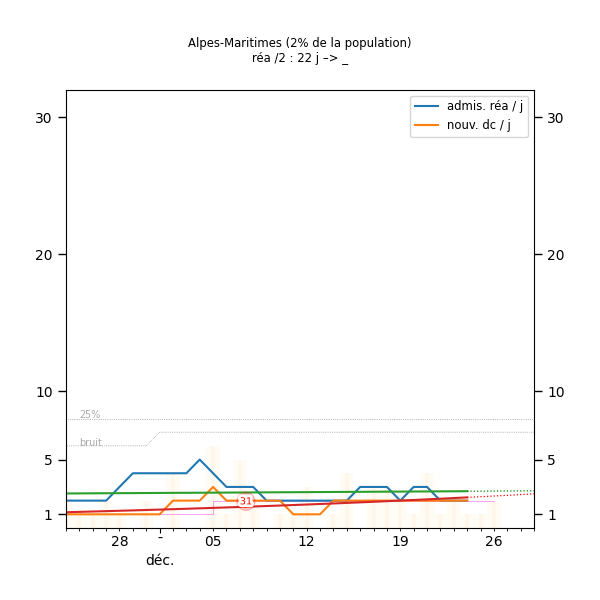 Alpes-Maritimes (2% de la population)
réa /2 : 22 j –> _
admis. réa / j
nouv. dc / j
30 30
20 20
10 10
25%
bruit
5 5
31
1 1
28 - 05 12 19 26
déc.